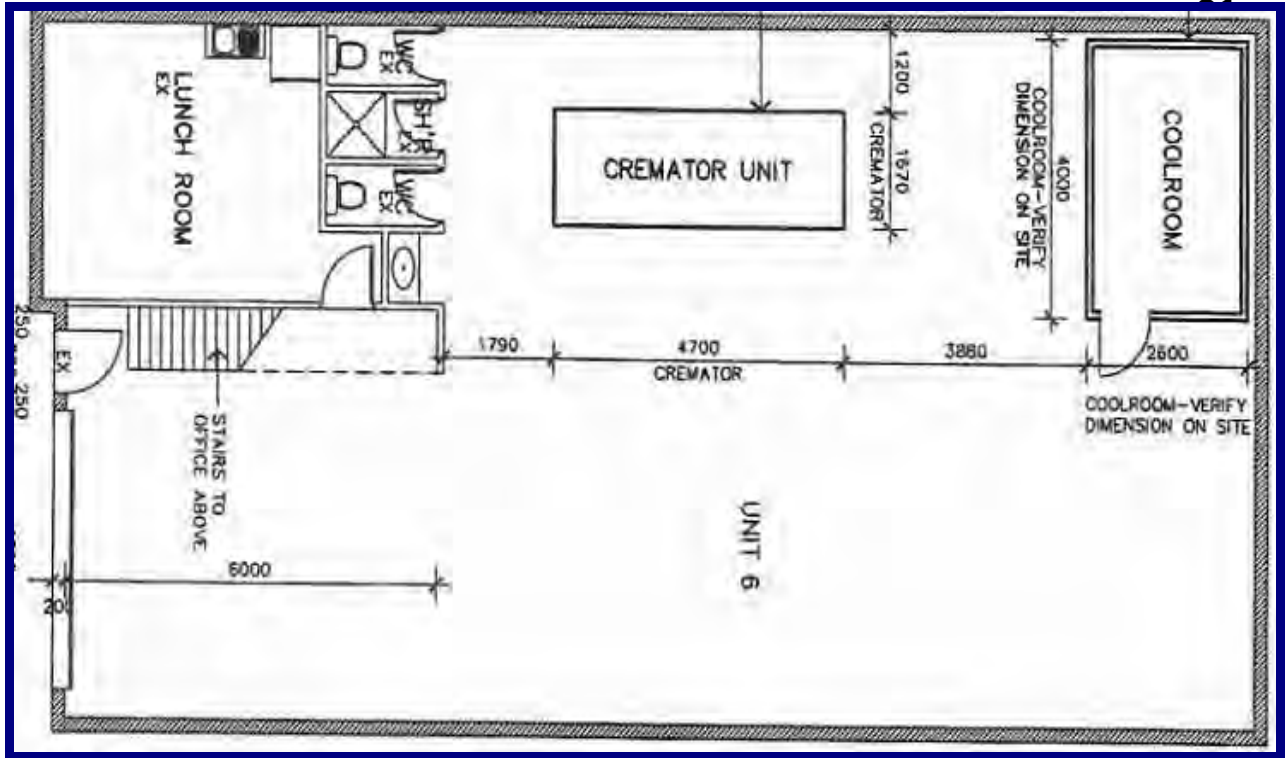 LUNCH ROOM
EX
WC
EX
SH'R
EX
WC
EX
CREMATOR UNIT
1200
1670
(CREMATOR)
COOLROOM-VERIFY
DIMENSION ON SITE
4000
COOLROOM
250
250
EX
1790
4700
CREMATOR
3880
2600
COOLROOM-VERIFY
DIMENSION ON SITE
STAIRS TO
OFFICE ABOVE
UNIT 6
6000
20